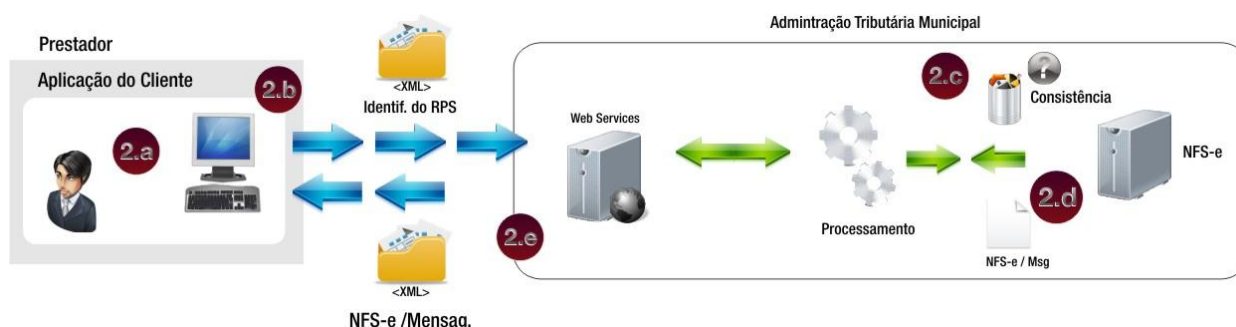 Admintração Tributária Municipal
Prestador
Aplicação do Cliente
2.a
2.b
<XML>
Identif. do RPS
<XML>
NFS-e /Mensag.
2.e
Web Services
Processamento
2.c
?
Consistência
NFS-e
2.d
NFS-e / Msg